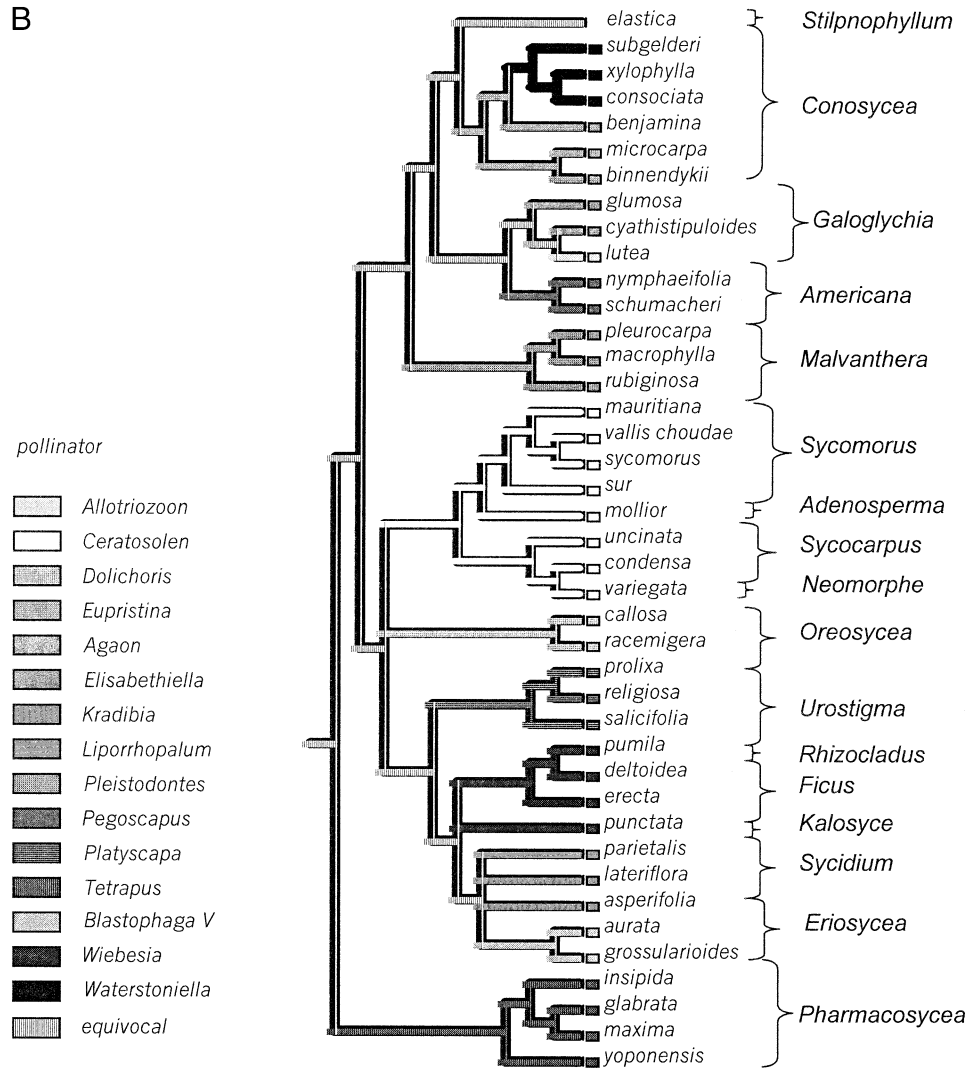 B
elastica
subgelderi
xylophylla
consociata
benjamina
microcarpa
binnendykii
glumosa
cyathistipuloides
lutea
nymphaeifolia
schumacheri
pleurocarpa
macrophylla
rubiginosa
mauritiana
vallis choudae
sycomorus
sur
mollior
uncinata
condensa
variegata
callosa
racemigera
prolixa
religiosa
salicifolia
pumila
deltoidea
erecta
punctata
parietalis
lateriflora
asperifolia
aurata
grossularioides
insipida
glabrata
maxima
yoponensis
Stilpnophyllum
Conosycea
Galoglychia
Americana
Malvanthera
Sycomorus
Adenosperma
Sycocarpus
Neomorphe
Oreosycea
Urostigma
Rhizocladus
Ficus
Kalosyce
Sycidium
Eriosycea
Pharmacosycea
pollinator
Allotriozoon
Ceratosolen
Dolichoris
Eupristina
Agaon
Elisabethiella
Kradibia
Liporrhopalum
Pleistodontes
Pegoscapus
Platyscapa
Tetrapus
Blastophaga V
Wiebesia
Waterstoniella
equivocal